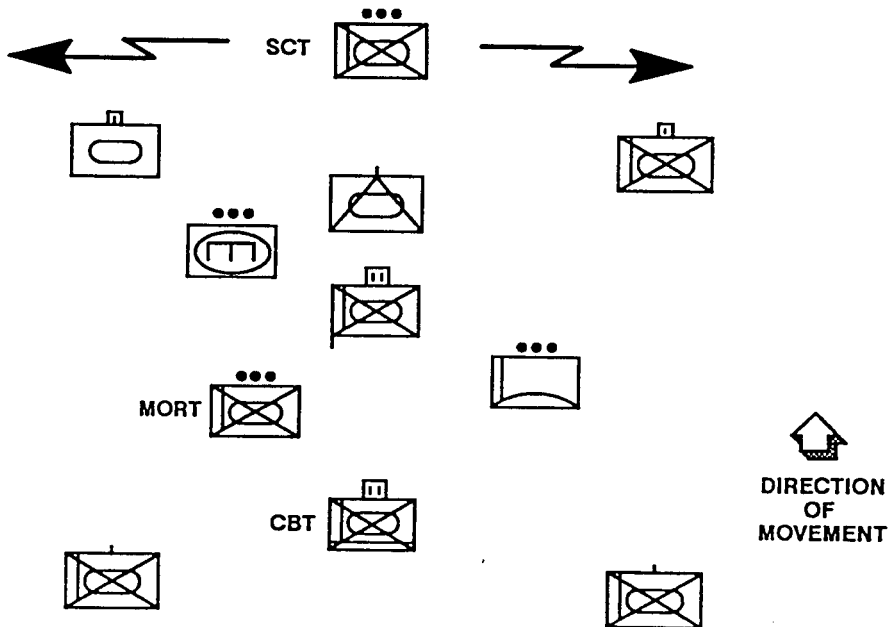 SCT
MORT
CBT
DIRECTION
OF
MOVEMENT